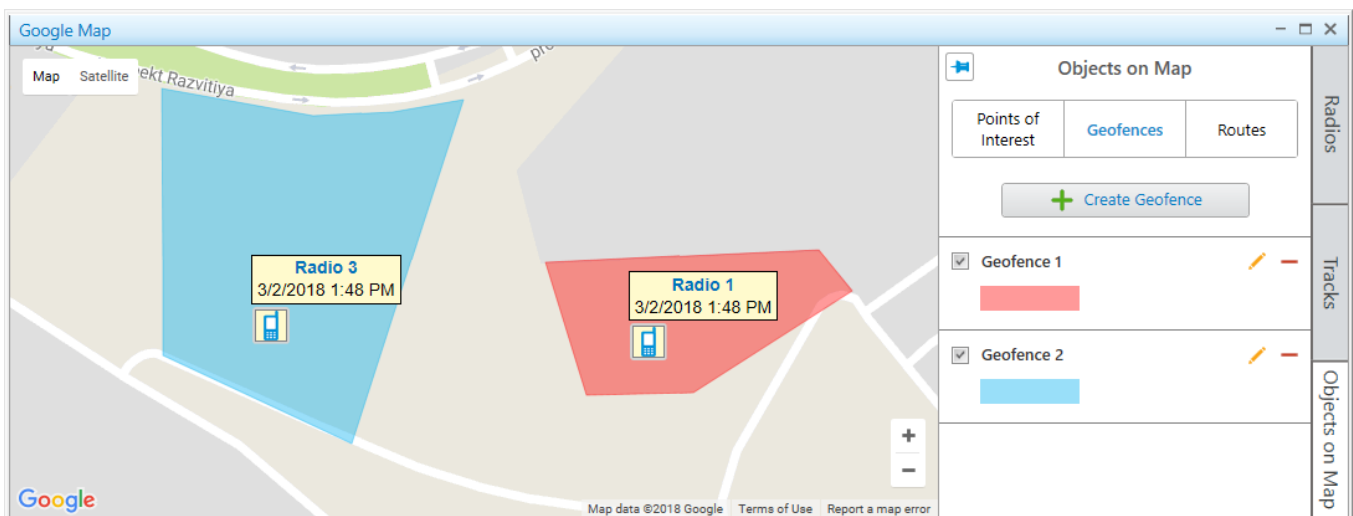 Google Map
Map
Satellite
ekt Razvitiya
pro
Radio 3
3/2/2018 1:48 PM
Radio 1
3/2/2018 1:48 PM
+
−
Google
Map data ©2018 Google
Terms of Use
Report a map error
Objects on Map
Points of
Interest
Geofences
Routes
Create Geofence
Geofence 1
Geofence 2
Radios
Tracks
Objects on Map